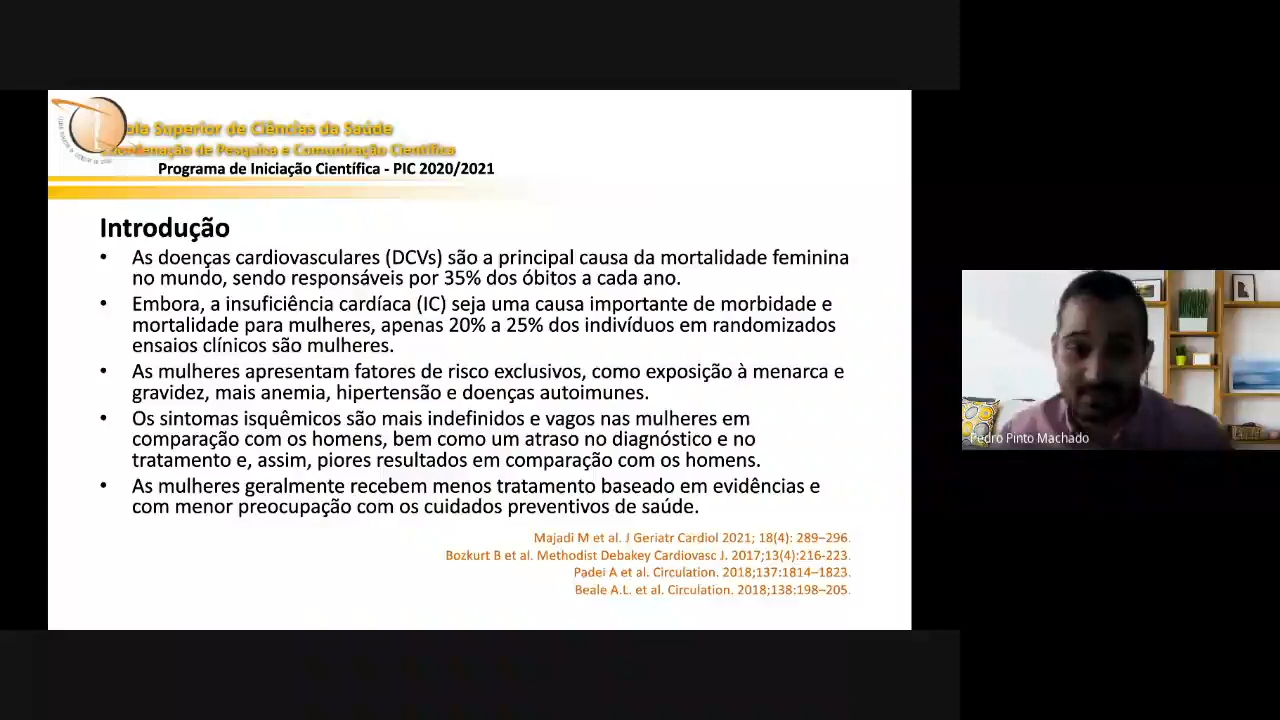 Escola Superior de Ciências da Saúde
Coordenação de Pesquisa e Comunicação Científica
Programa de Iniciação Científica - PIC 2020/2021
Introdução
• As doenças cardiovasculares (DCVs) são a principal causa da mortalidade feminina
no mundo, sendo responsáveis por 35% dos óbitos a cada ano.
• Embora, a insuficiência cardíaca (IC) seja uma causa importante de morbidade e
mortalidade para mulheres, apenas 20% a 25% dos indivíduos em randomizados
ensaios clínicos são mulheres.
• As mulheres apresentam fatores de risco exclusivos, como exposição à menarca e
gravidez, mais anemia, hipertensão e doenças autoimunes.
• Os sintomas isquêmicos são mais indefinidos e vagos nas mulheres em
comparação com os homens, bem como um atraso no diagnóstico e no
tratamento e, assim, piores resultados em comparação com os homens.
• As mulheres geralmente recebem menos tratamento baseado em evidências e
com menor preocupação com os cuidados preventivos de saúde.
Majadi M et al. J Geriatr Cardiol 2021; 18(4): 289–296.
Bozkurt B et al. Methodist Debakey Cardiovasc J. 2017;13(4):216-223.
Padei A et al. Circulation. 2018;137:1814–1823.
Beale A.L. et al. Circulation. 2018;138:198–205.
Pedro Pinto Machado